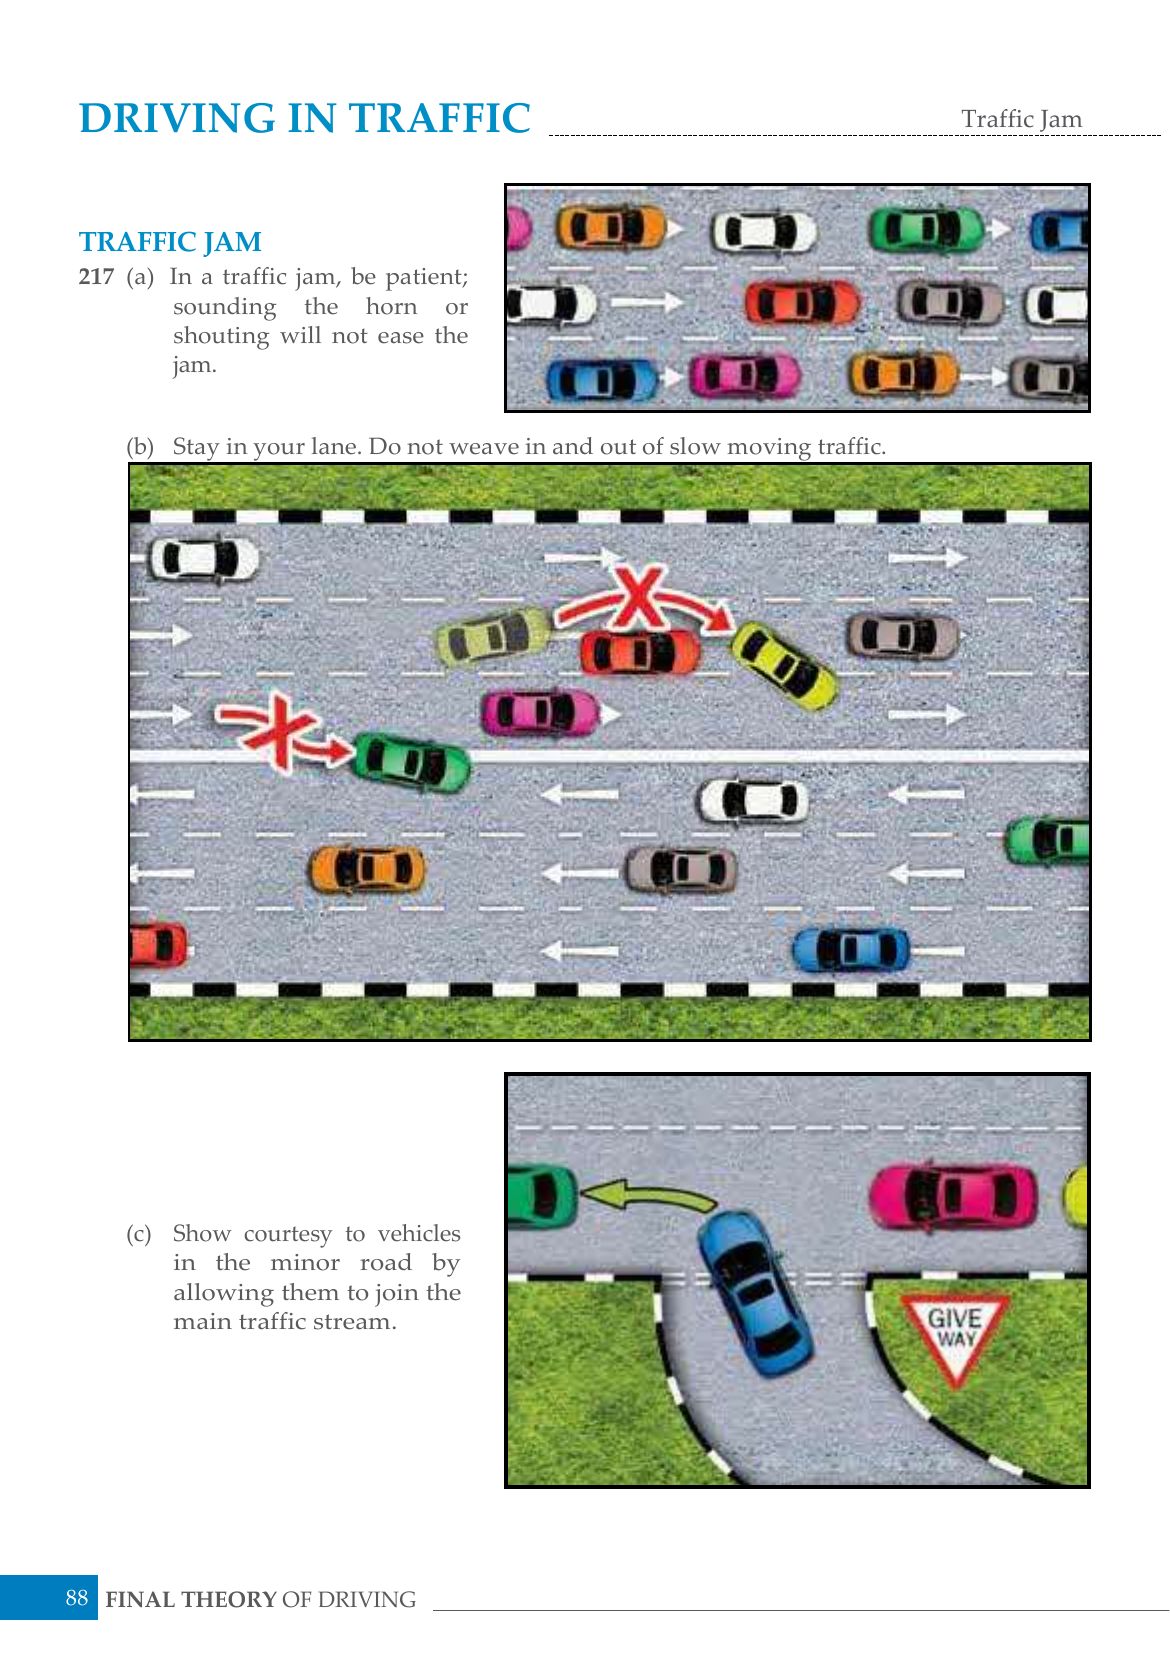 DRIVING IN TRAFFIC
Traffic Jam
TRAFFIC JAM
217 (a) In a traffic jam, be patient;
sounding the horn or
shouting will not ease the
jam.
(b) Stay in your lane. Do not weave in and out of slow moving traffic.
(c) Show courtesy to vehicles
in the minor road by
allowing them to join the
main traffic stream.
GIVE
WAY
88 FINAL THEORY OF DRIVING